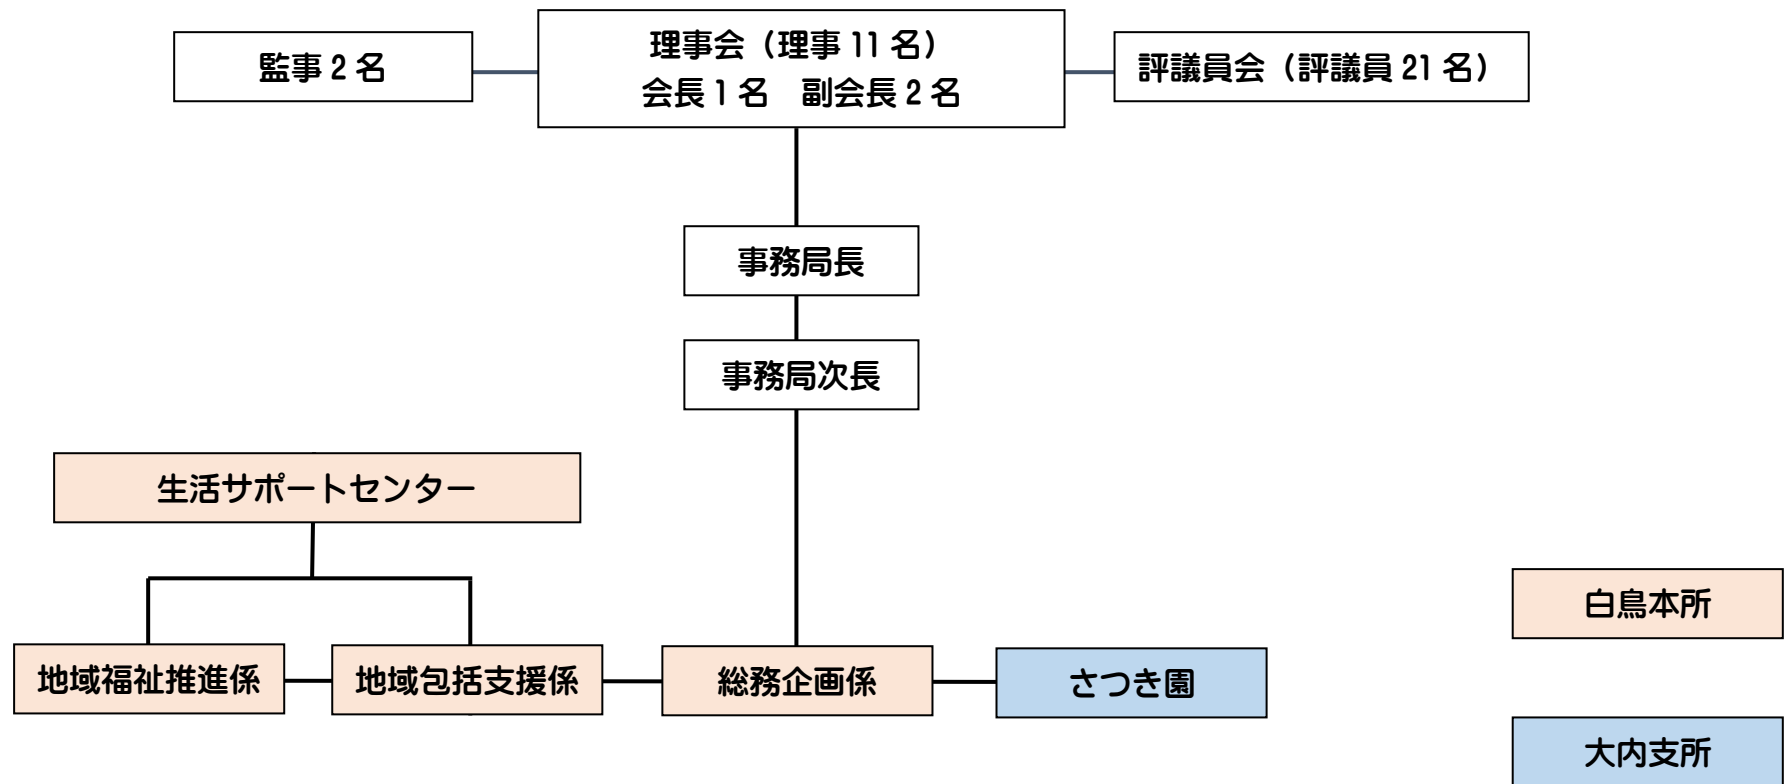 監事2名
理事会（理事11名）
会長1名　副会長2名
評議員会（評議員21名）
事務局長
事務局次長
生活サポートセンター
地域福祉推進係
地域包括支援係
総務企画係
さつき園
白鳥本所
大内支所